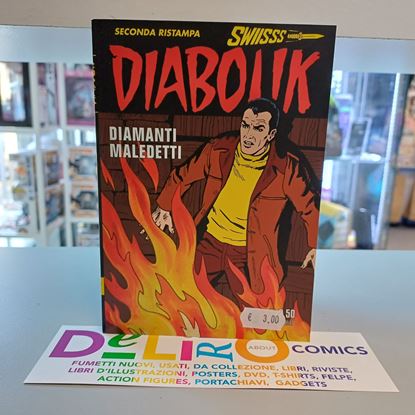 SECONDA RISTAMPA
SWIISSS
DIABOLIK
DIAMANTI
MALEDETTI
€ 3,00
50
DeLiRiO
ABOUT
COMICS
FUMETTI NUOVI, USATI, DA COLLEZIONE, LIBRI, RIVISTE,
LIBRI D'ILLUSTRAZIONI, POSTERS, DVD, T-SHIRTS, FELPE,
ACTION FIGURES, PORTACHIAVI, GADGETS